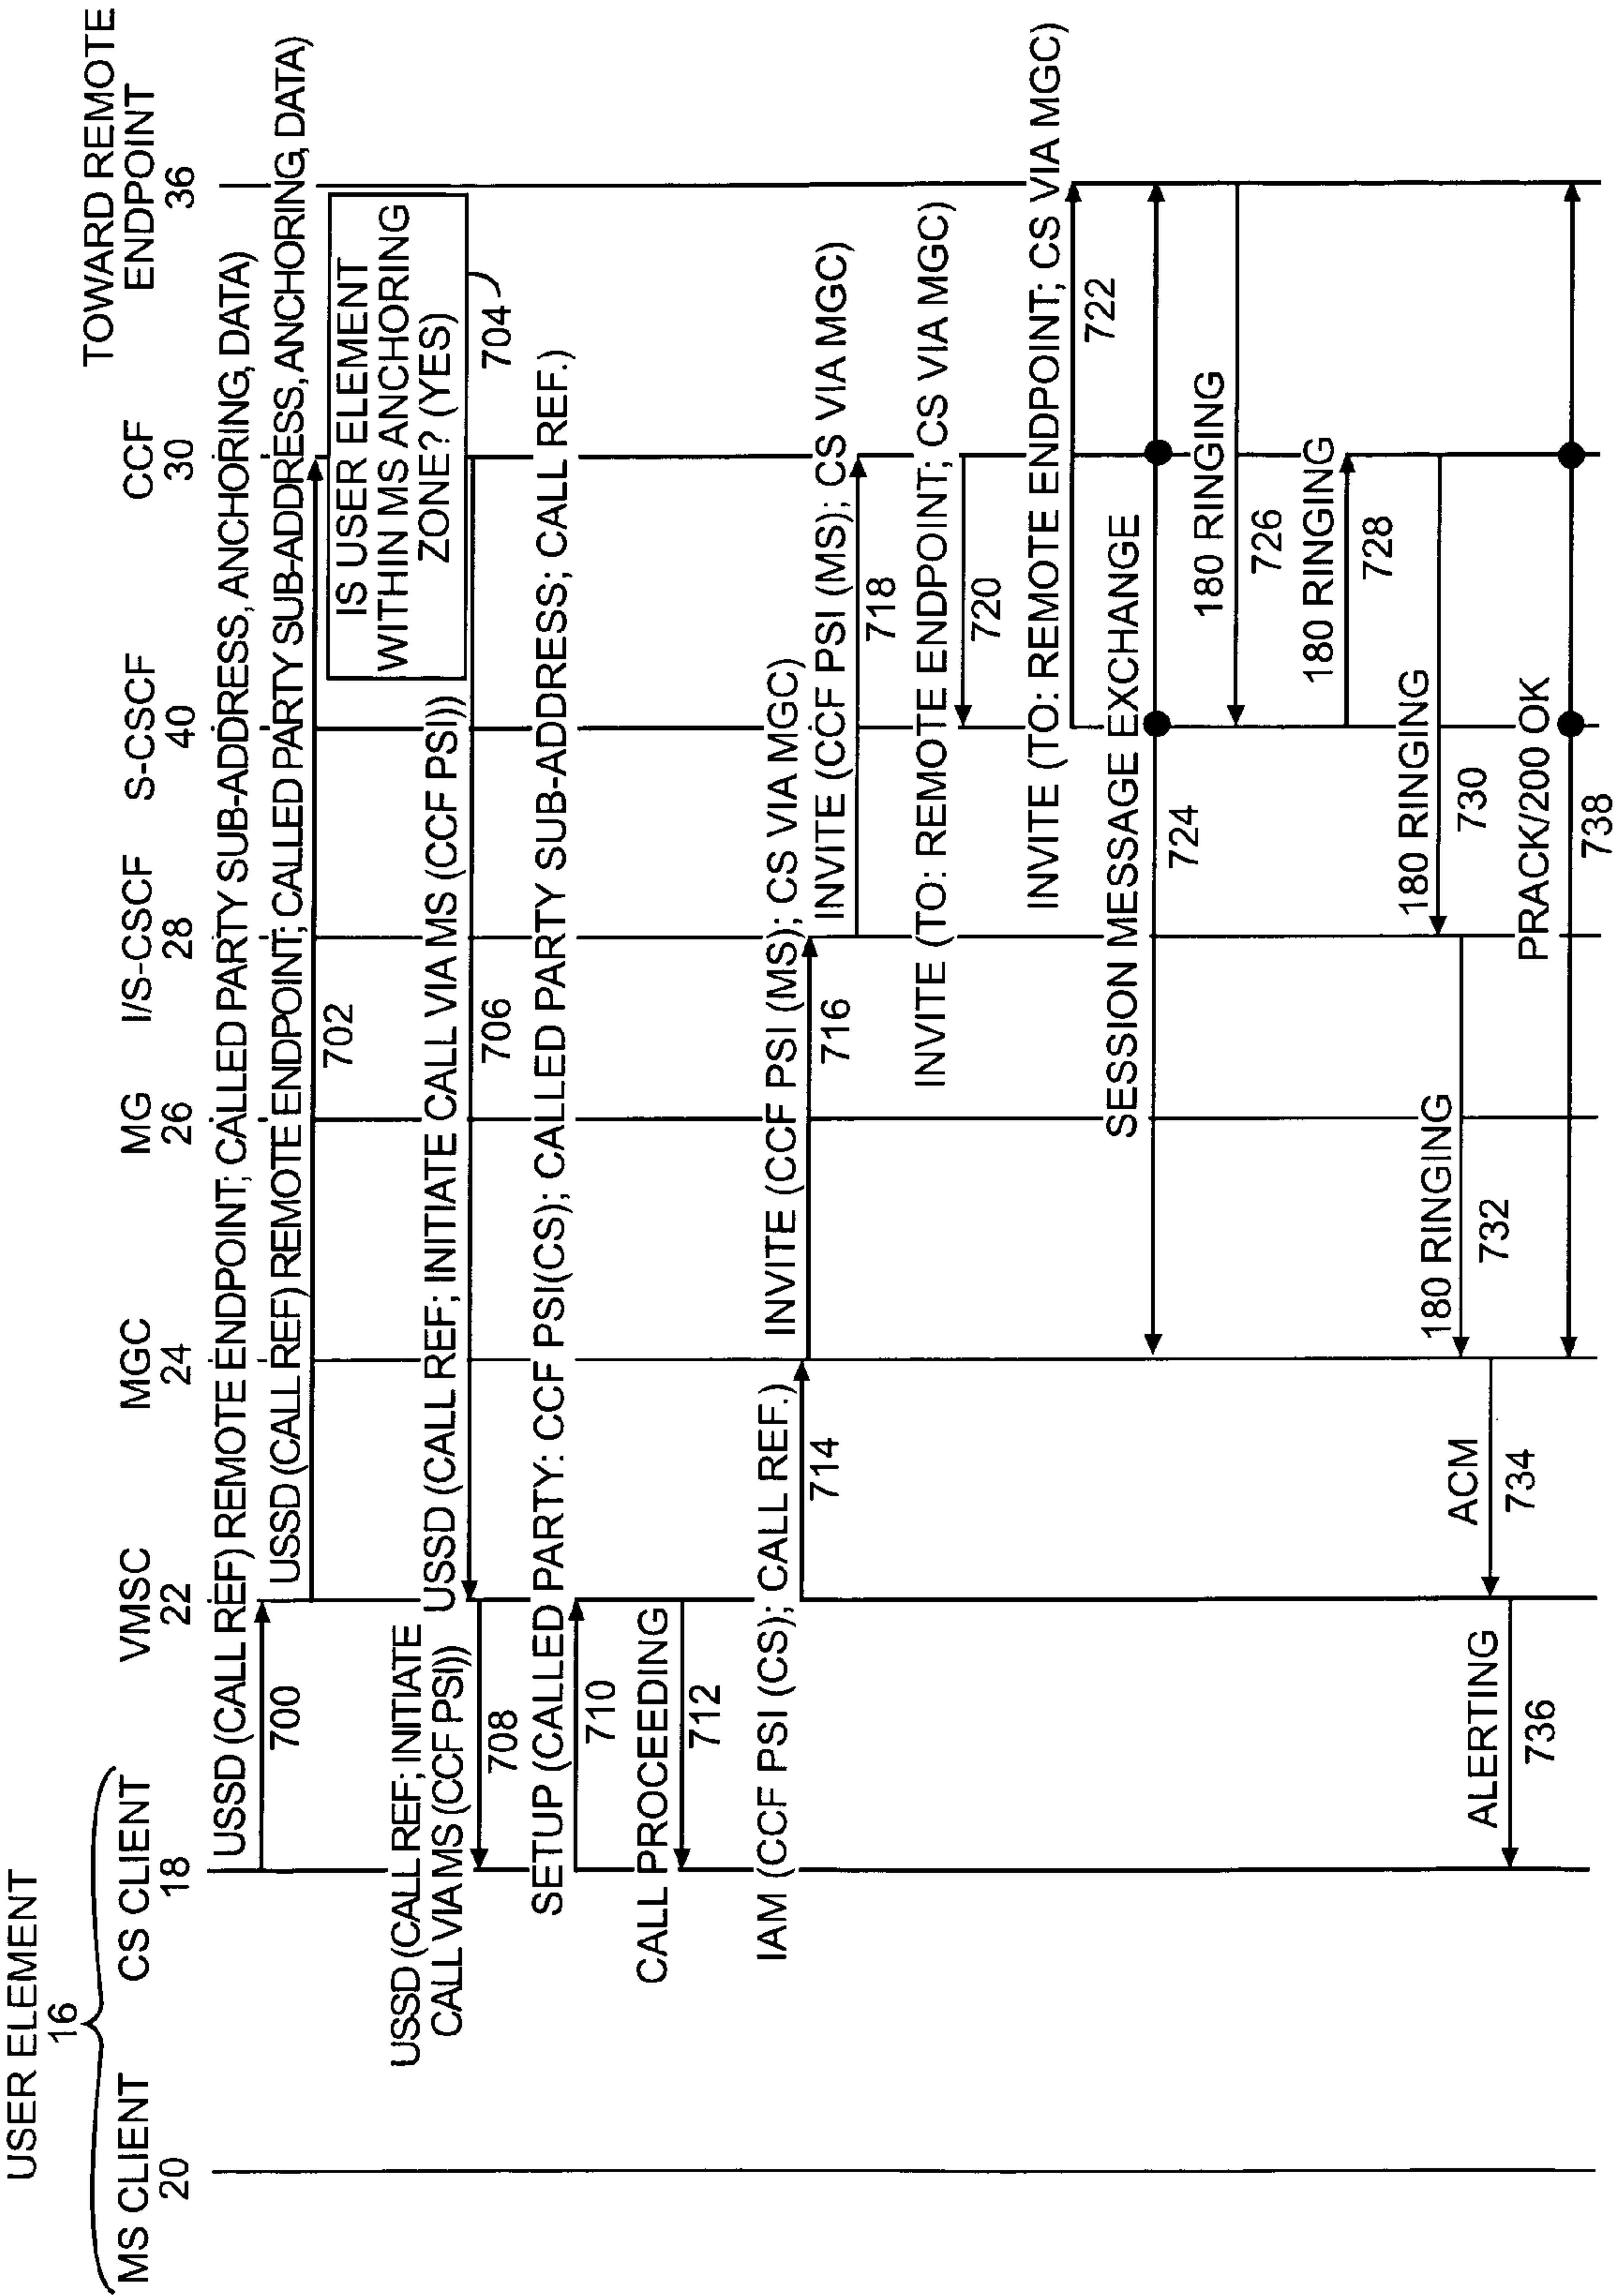 USER ELEMENT
16
MS CLIENT
20
CS CLIENT
18
VMSC
22
MGC
24
MG
26
I/S-CSCF
28
S-CSCF
40
CCF
30
TOWARD REMOTE
ENDPOINT
36
USSD (CALL REF) REMOTE ENDPOINT; CALLED PARTY SUB-ADDRESS, ANCHORING, DATA)
700
USSD (CALL REF) REMOTE ENDPOINT; CALLED PARTY SUB-ADDRESS, ANCHORING, DATA)
702
IS USER ELEMENT
WITHIN MS ANCHORING
ZONE? (YES)
704
USSD (CALL REF; INITIATE CALL VIA MS (CCF PSI))
706
USSD (CALL REF; INITIATE
CALL VIA MS (CCF PSI))
708
SETUP (CALLED PARTY: CCF PSI(CS); CALLED PARTY SUB-ADDRESS; CALL REF.)
710
CALL PROCEEDING
712
IAM (CCF PSI (CS); CALL REF.)
714
INVITE (CCF PSI (MS); CS VIA MGC)
716
INVITE (CCF PSI (MS); CS VIA MGC)
718
INVITE (TO: REMOTE ENDPOINT; CS VIA MGC)
720
INVITE (TO: REMOTE ENDPOINT; CS VIA MGC)
722
SESSION MESSAGE EXCHANGE
724
180 RINGING
726
180 RINGING
728
180 RINGING
730
180 RINGING
732
ACM
734
ALERTING
736
PRACK/200 OK
738